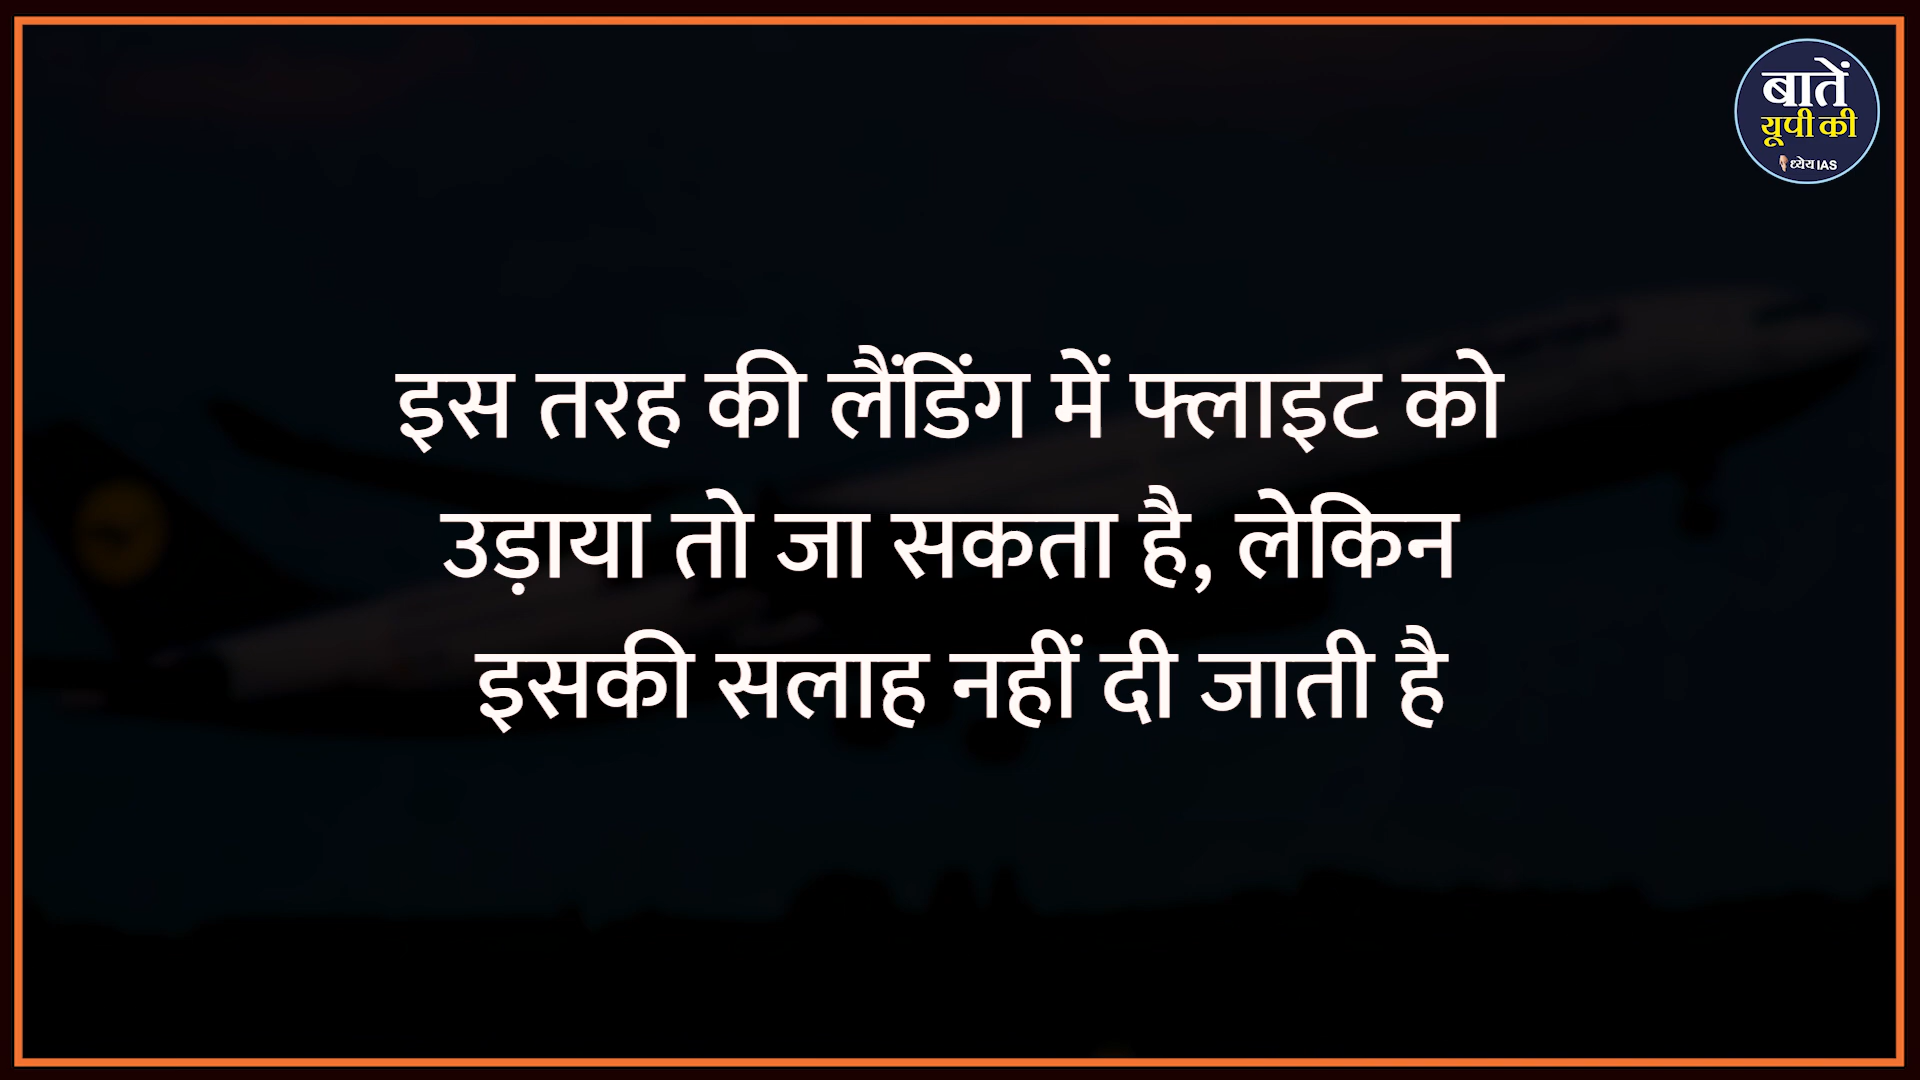 बातें
यूपी की
ध्येय IAS
इस तरह की लैंडिंग में फ्लाइट को
उड़ाया तो जा सकता है, लेकिन
इसकी सलाह नहीं दी जाती है